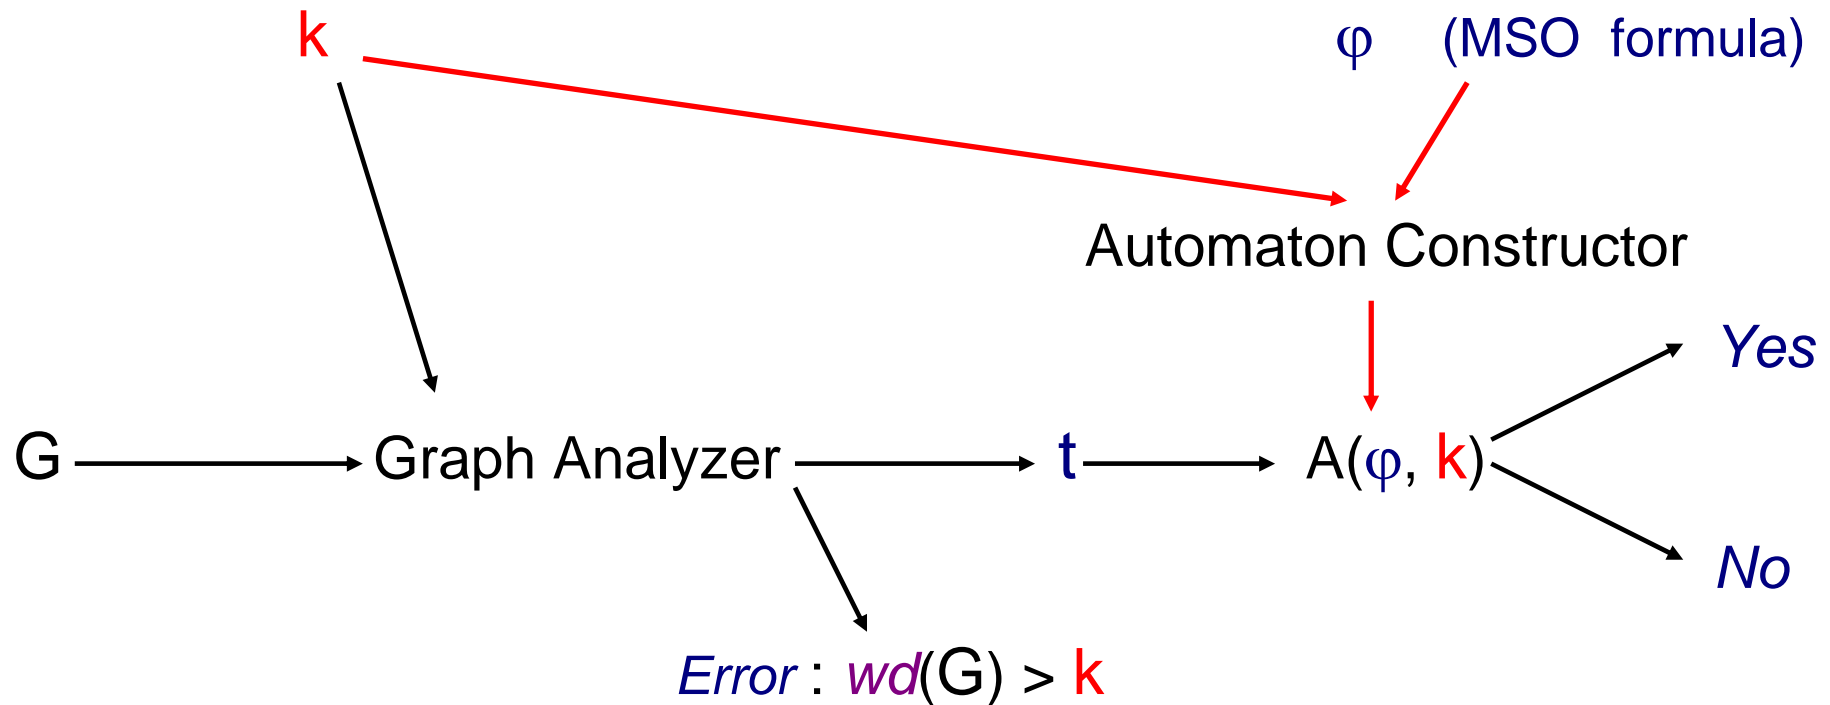 k φ (MSO formula)
Automaton Constructor
Yes
G Graph Analyzer t A(φ, k)
No
Error : wd(G) > k